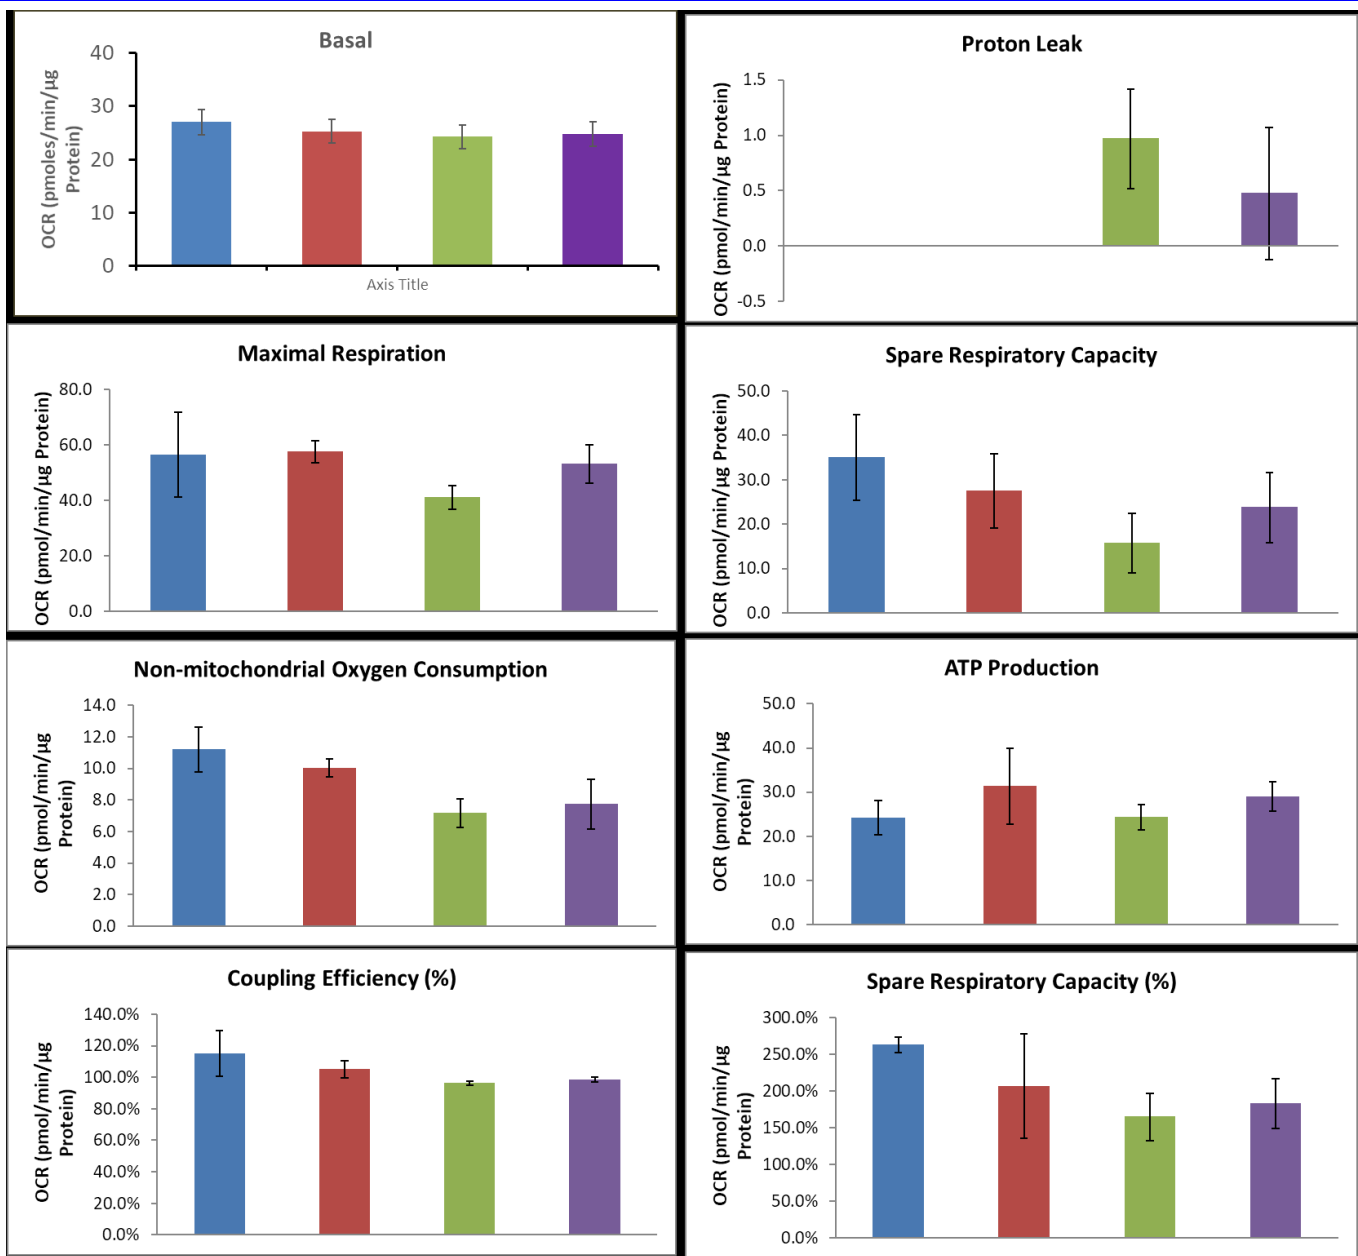 Basal
OCR (pmoles/min/µg
Protein)
40
30
20
10
0
Axis Title
Proton Leak
OCR (pmol/min/µg Protein)
1.5
1.0
0.5
0.0
-0.5
Maximal Respiration
OCR (pmol/min/µg Protein)
80.0
60.0
40.0
20.0
0.0
Spare Respiratory Capacity
OCR (pmol/min/µg Protein)
50.0
40.0
30.0
20.0
10.0
0.0
Non-mitochondrial Oxygen Consumption
OCR (pmol/min/µg
Protein)
14.0
12.0
10.0
8.0
6.0
4.0
2.0
0.0
ATP Production
OCR (pmol/min/µg
Protein)
50.0
40.0
30.0
20.0
10.0
0.0
Coupling Efficiency (%)
OCR (pmol/min/µg
Protein)
140.0%
120.0%
100.0%
80.0%
60.0%
40.0%
20.0%
0.0%
Spare Respiratory Capacity (%)
OCR (pmol/min/µg
Protein)
300.0%
250.0%
200.0%
150.0%
100.0%
50.0%
0.0%